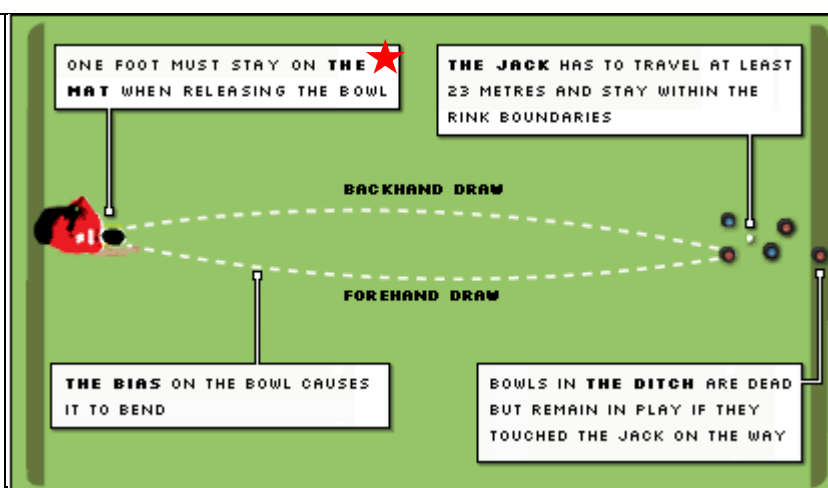 ONE FOOT MUST STAY ON THE
MAT WHEN RELEASING THE BOWL
THE JACK HAS TO TRAVEL AT LEAST
23 METRES AND STAY WITHIN THE
RINK BOUNDARIES
BACKHAND DRAW
FOREHAND DRAW
THE BIAS ON THE BOWL CAUSES
IT TO BEND
BOWLS IN THE DITCH ARE DEAD
BUT REMAIN IN PLAY IF THEY
TOUCHED THE JACK ON THE WAY